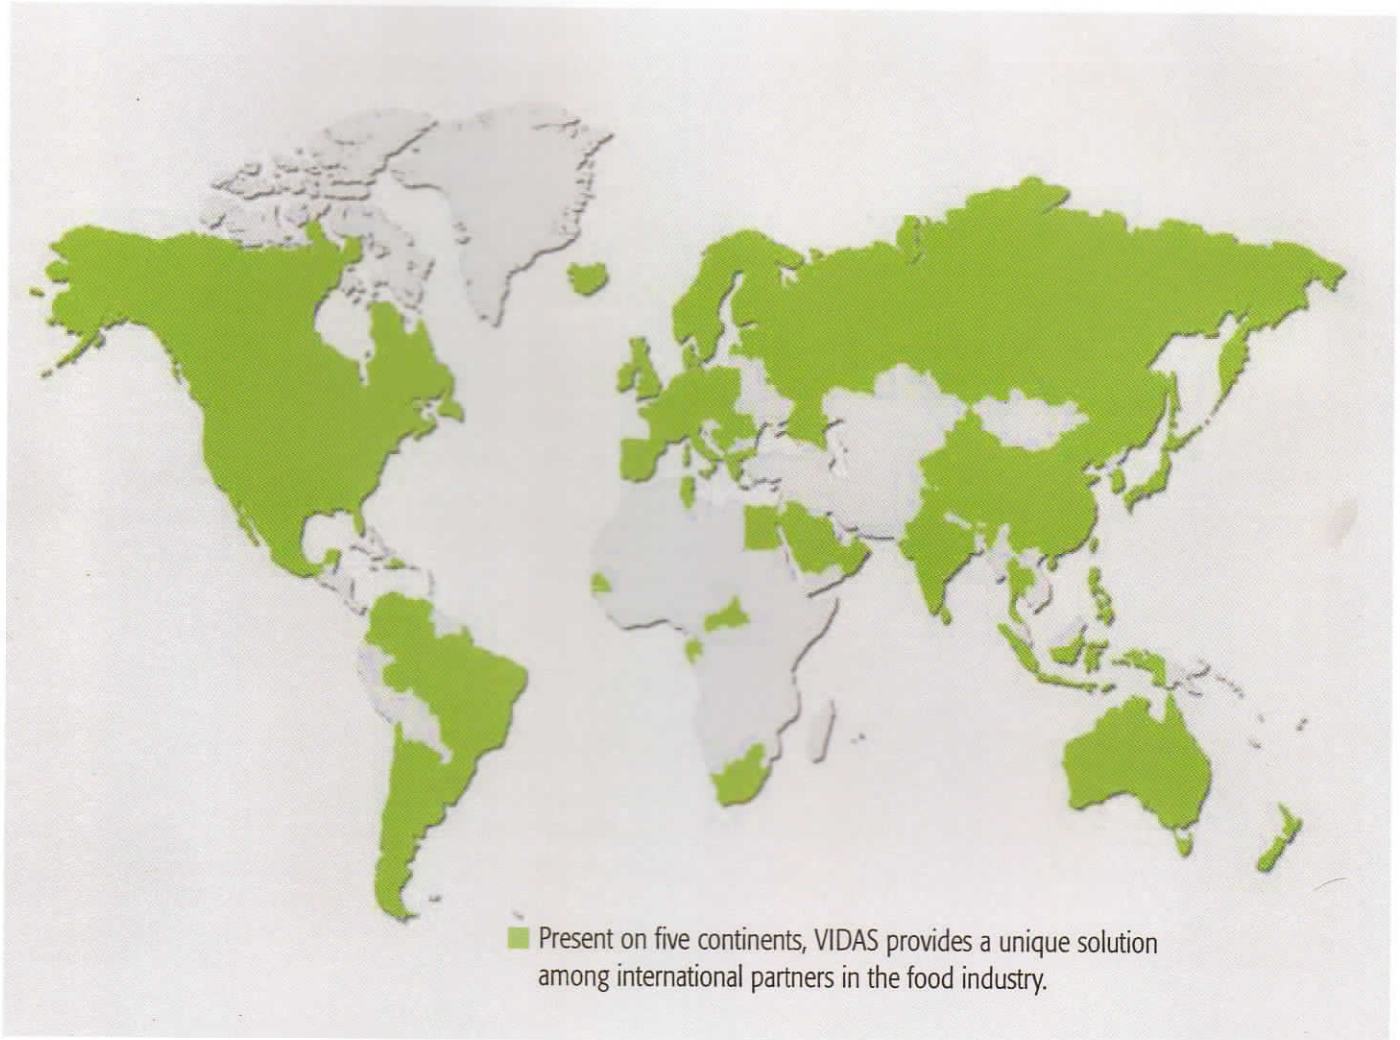 Present on five continents, VIDAS provides a unique solution
among international partners in the food industry.